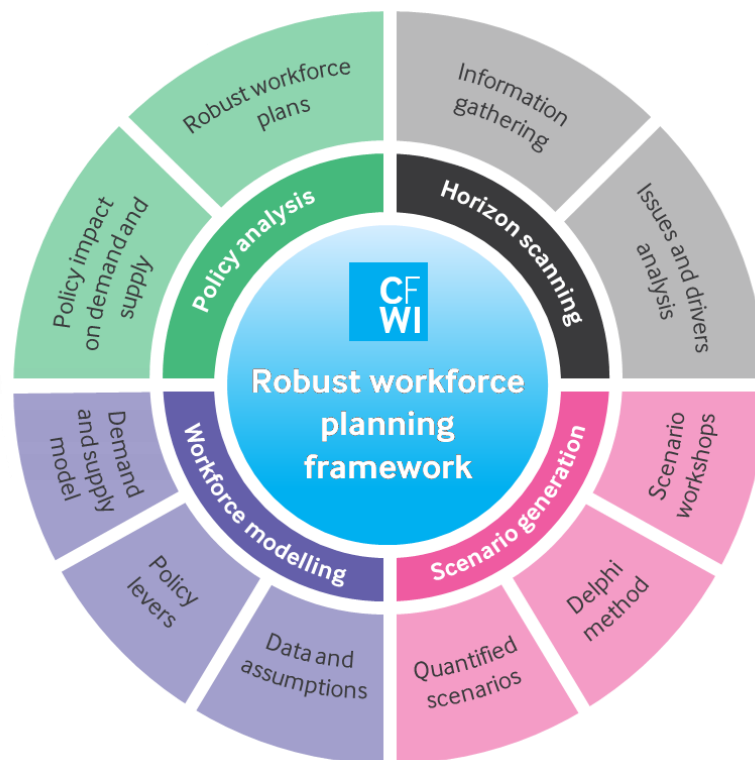 CF
WI
Robust workforce
planning
framework
Horizon scanning
Information
gathering
Issues and drivers
analysis
Scenario generation
Scenario
workshops
Delphi
method
Quantified
scenarios
Workforce modelling
Data and
assumptions
Policy
levers
Demand
and supply
model
Policy analysis
Policy impact
on demand and
supply
Robust workforce
plans